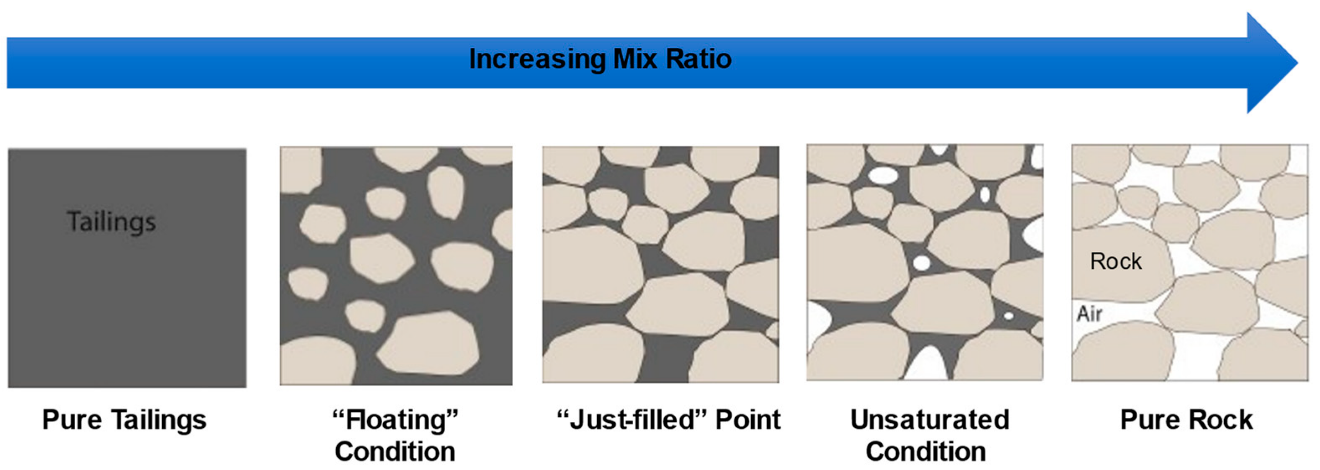 Increasing Mix Ratio
Tailings
Rock
Air
Pure Tailings
“Floating”
Condition
“Just-filled” Point
Unsaturated
Condition
Pure Rock